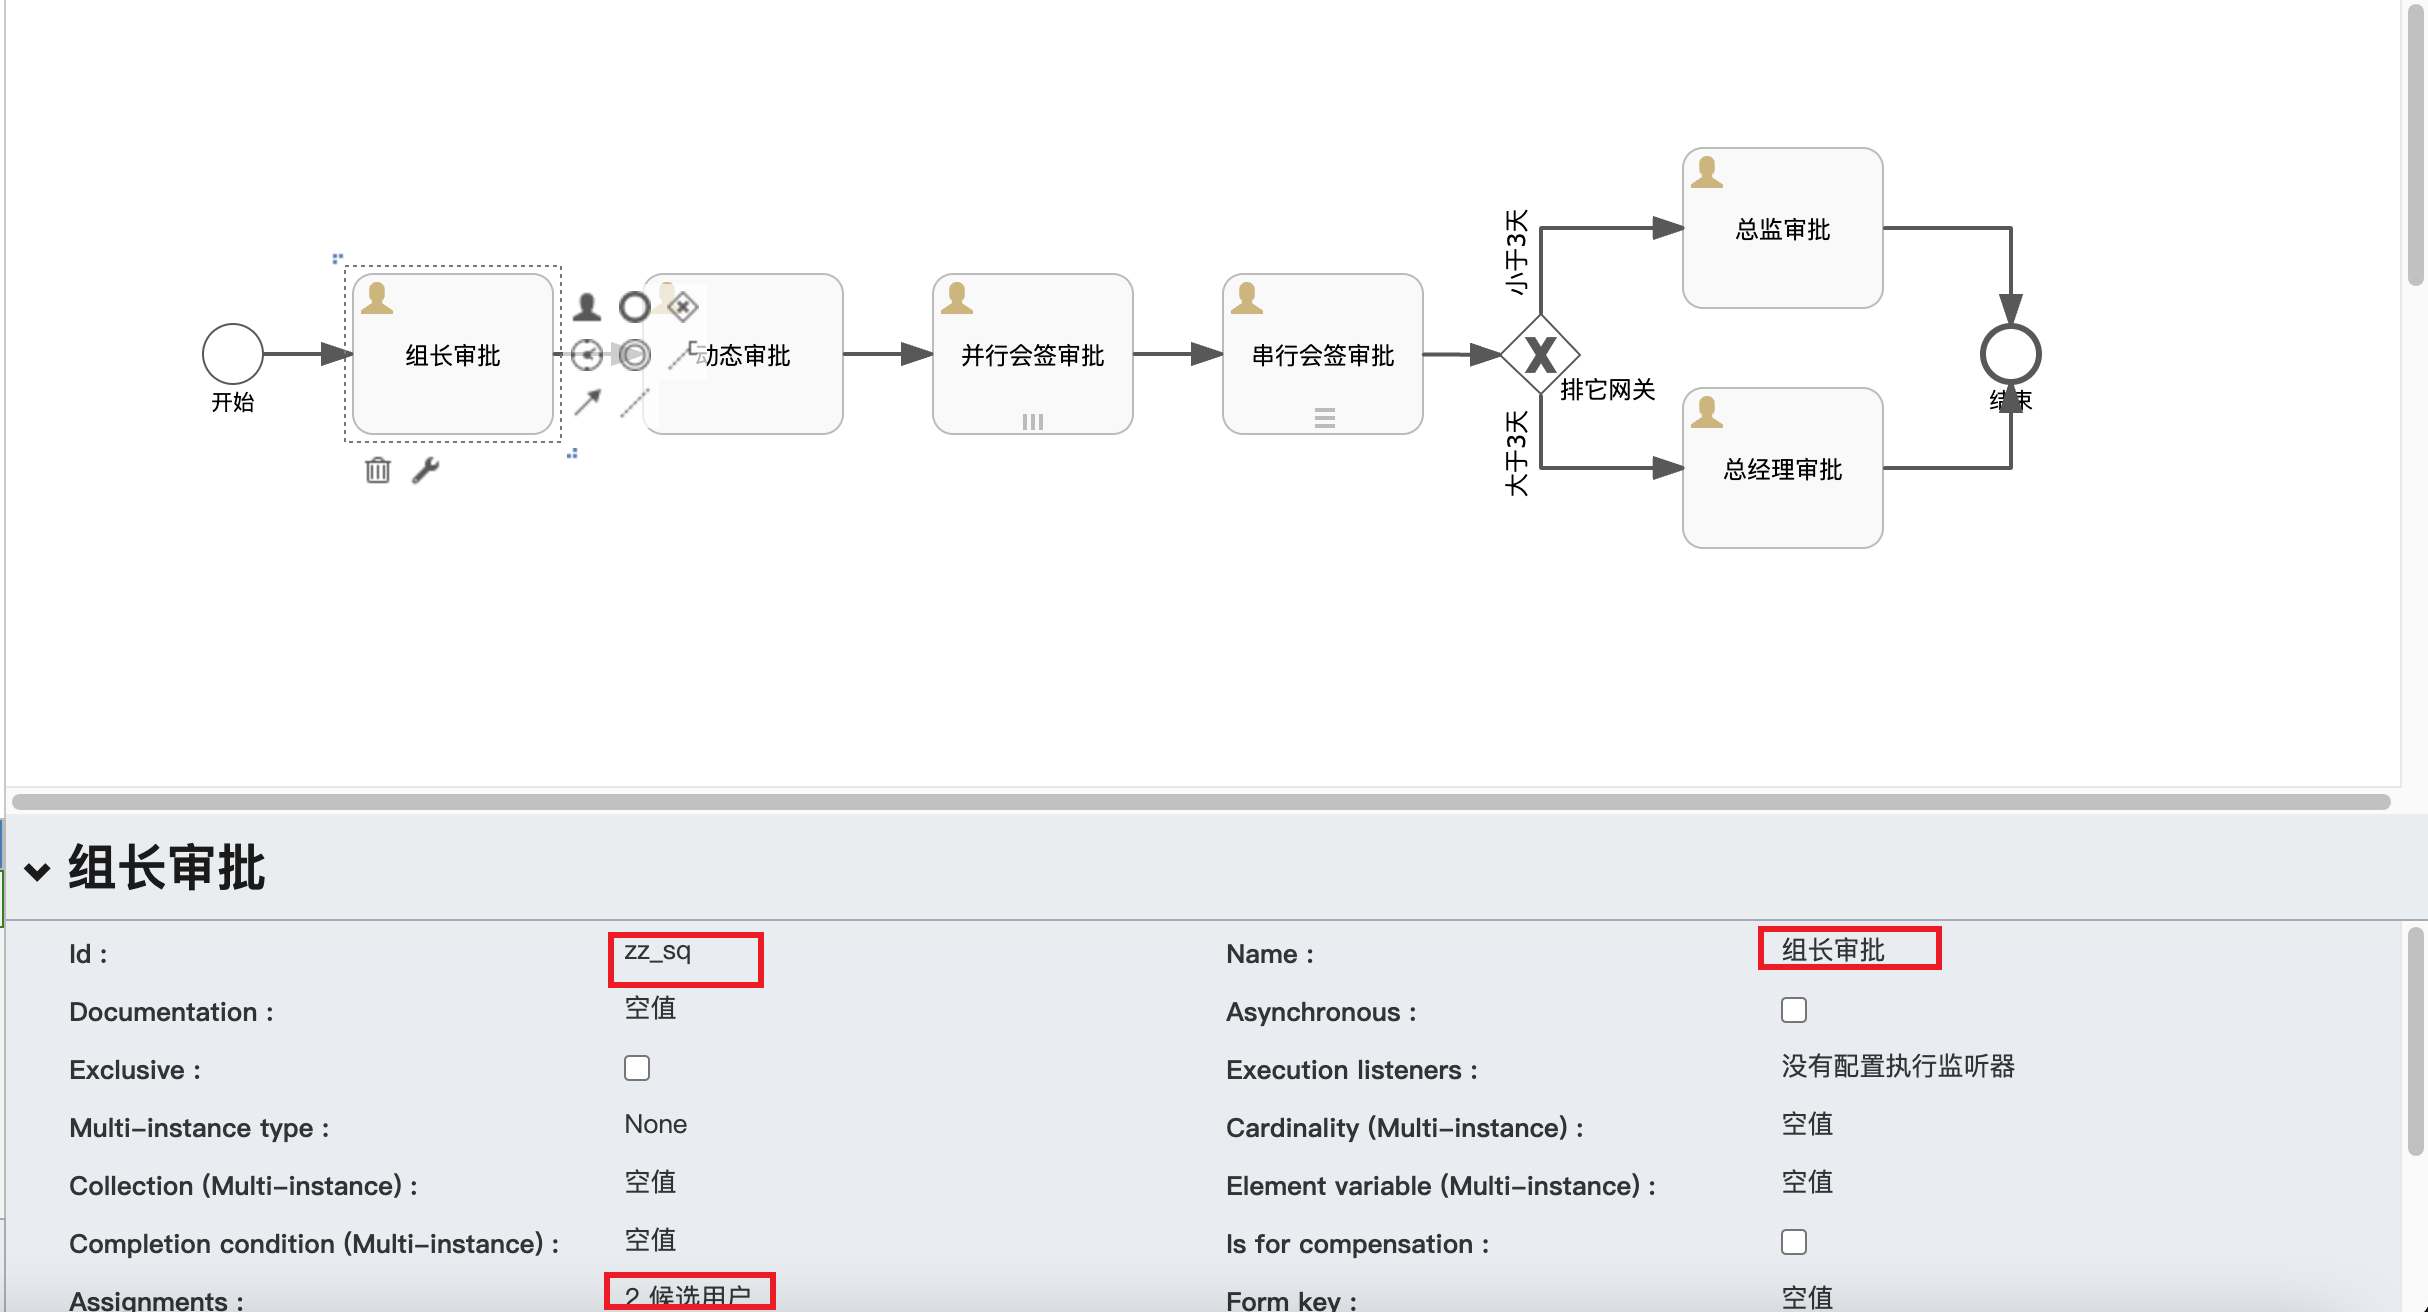 总监审批
小于3天
组长审批
动态审批
并行会签审批
串行会签审批
排它网关
开始
结束
大于3天
总经理审批
组长审批
Id : zz_sq Name : 组长审批
Documentation : 空值 Asynchronous :
Exclusive : Execution listeners : 没有配置执行监听器
Multi-instance type : None Cardinality (Multi-instance) : 空值
Collection (Multi-instance) : 空值 Element variable (Multi-instance) : 空值
Completion condition (Multi-instance) : 空值 Is for compensation :
Assignments : 2 候选用户 Form key : 空值